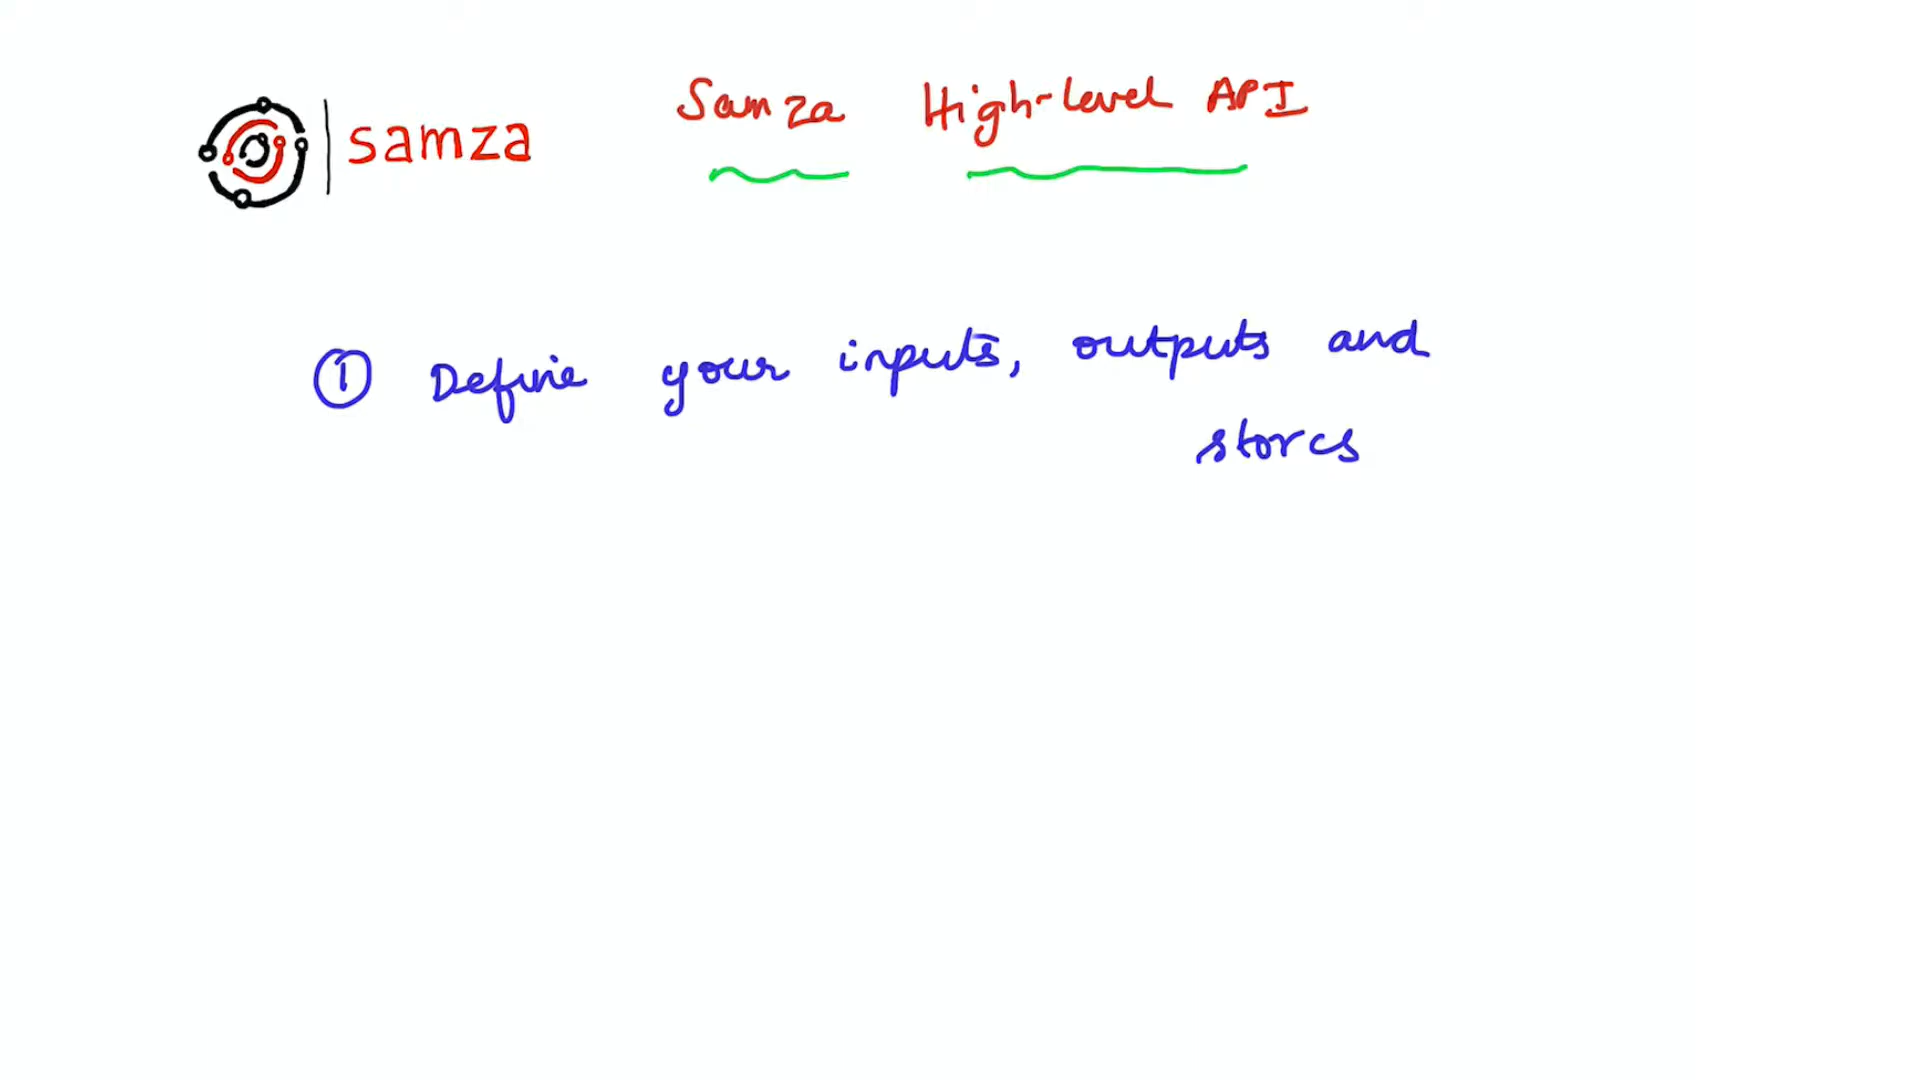 samza
Samza High-level API
① Define your inputs, outputs and
stores